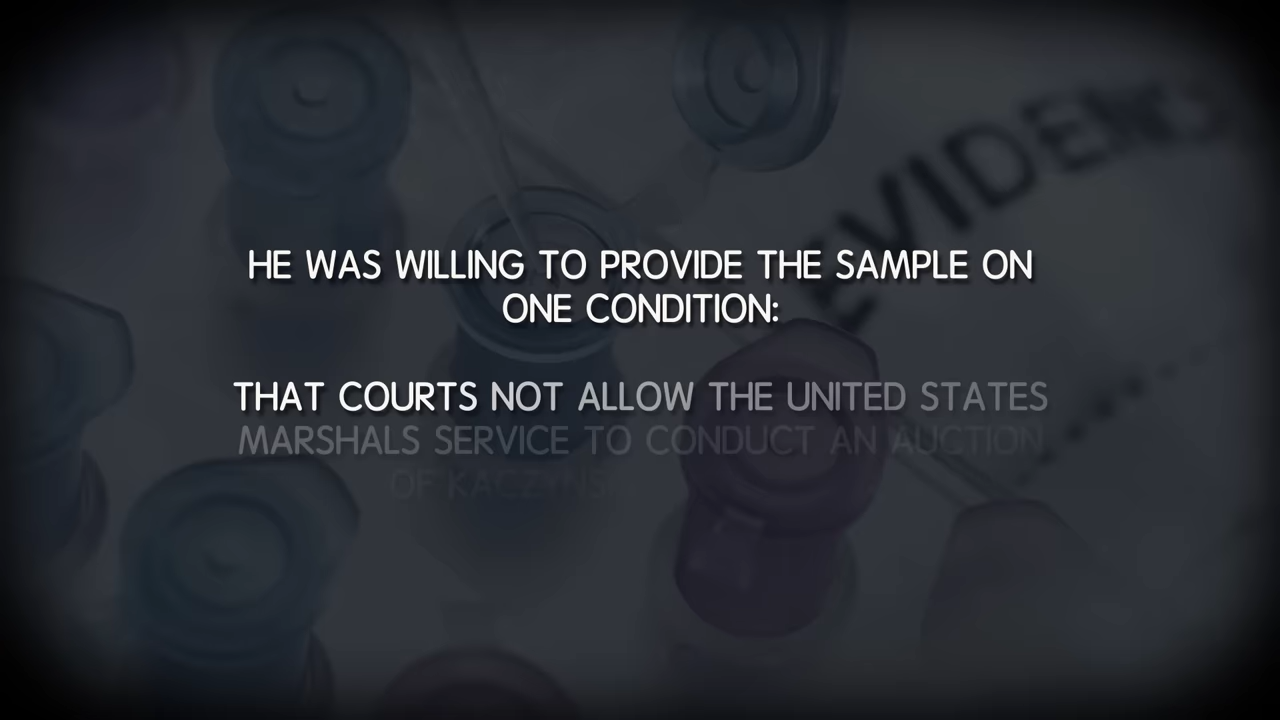 HE WAS WILLING TO PROVIDE THE SAMPLE ON
ONE CONDITION:
THAT COURTS NOT ALLOW THE UNITED STATES
MARSHALS SERVICE TO CONDUCT AN AUCTION
OF